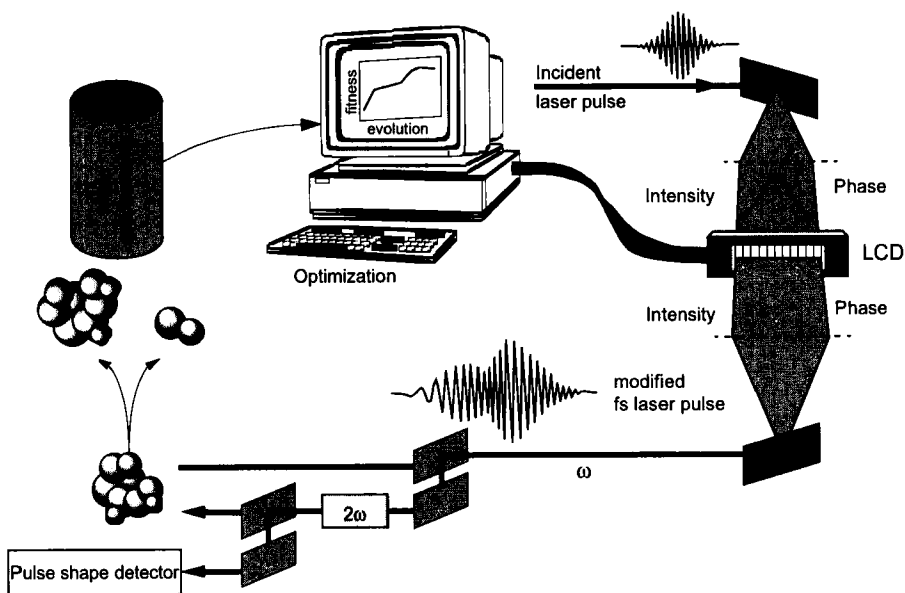 Incident
laser pulse
fitness
evolution
Intensity
Phase
LCD
Optimization
Intensity
Phase
modified
fs laser pulse
ω
2ω
Pulse shape detector